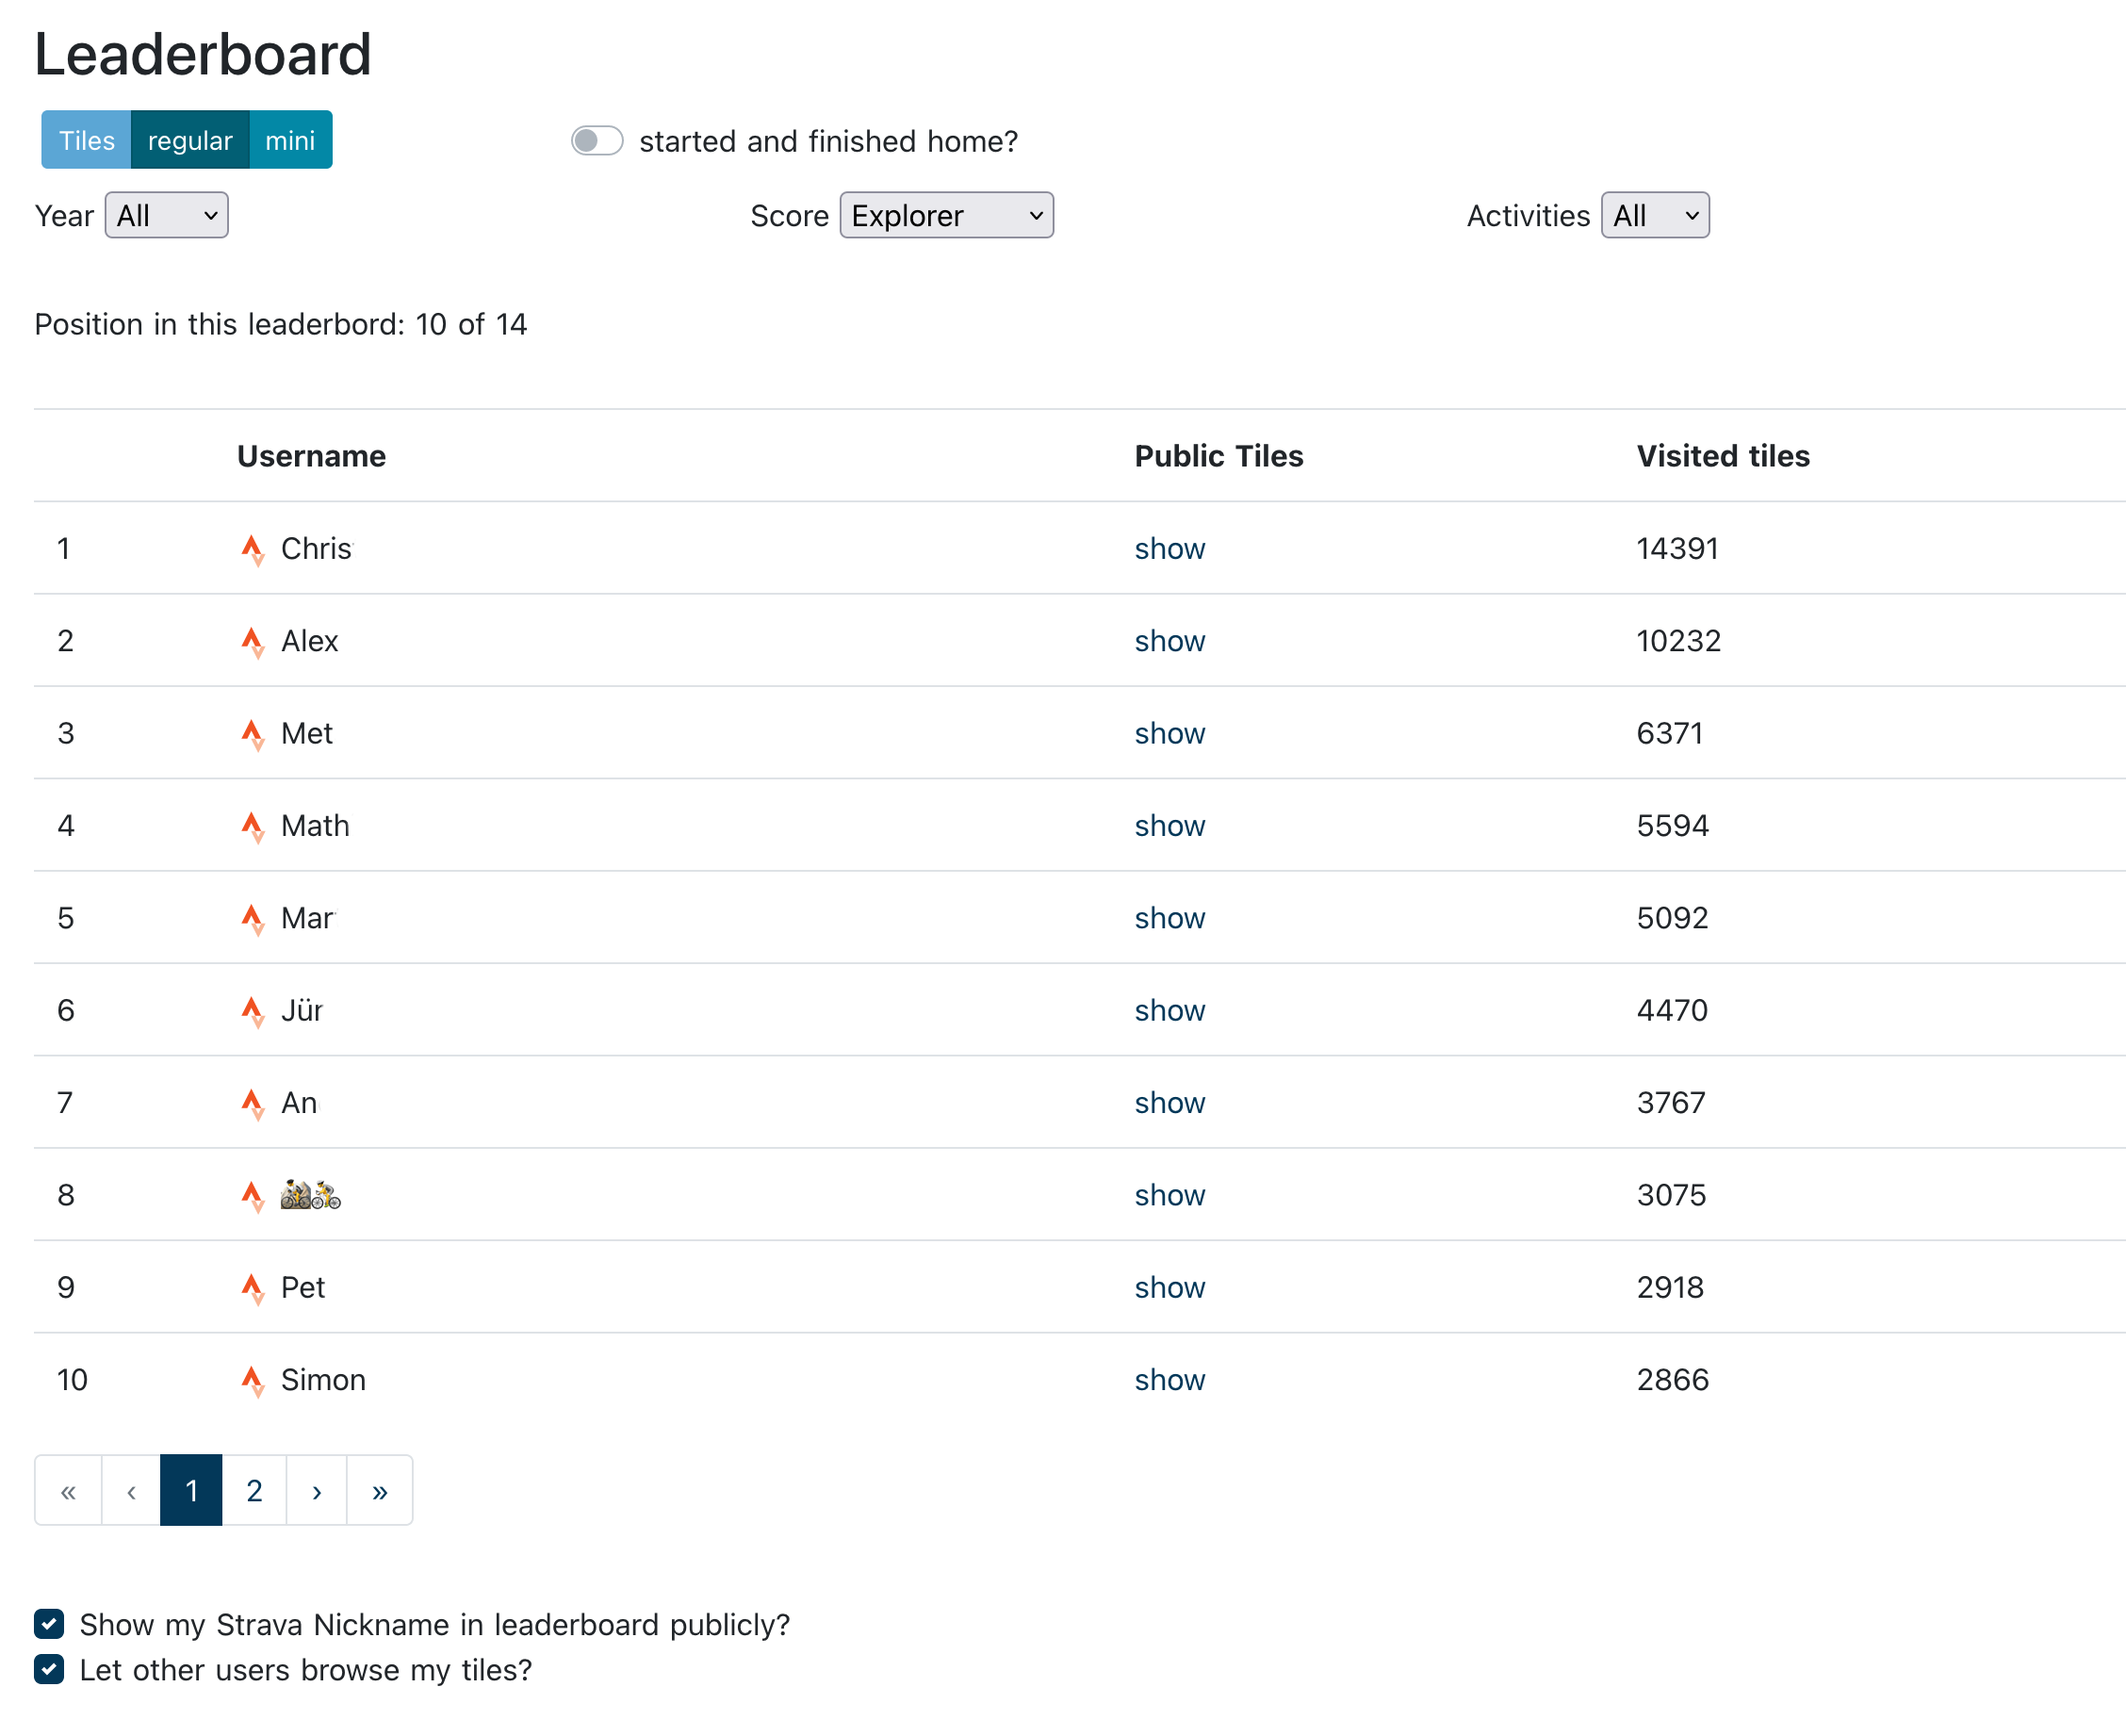 Leaderboard
Tiles regular mini started and finished home?
Year All Score Explorer Activities All
Position in this leaderbord: 10 of 14
Username Public Tiles Visited tiles
1 Chris show 14391
2 Alex show 10232
3 Met show 6371
4 Math show 5594
5 Mar show 5092
6 Jür show 4470
7 An show 3767
8 🚵🚴 show 3075
9 Pet show 2918
10 Simon show 2866
« ‹ 1 2 › »
Show my Strava Nickname in leaderboard publicly?
Let other users browse my tiles?